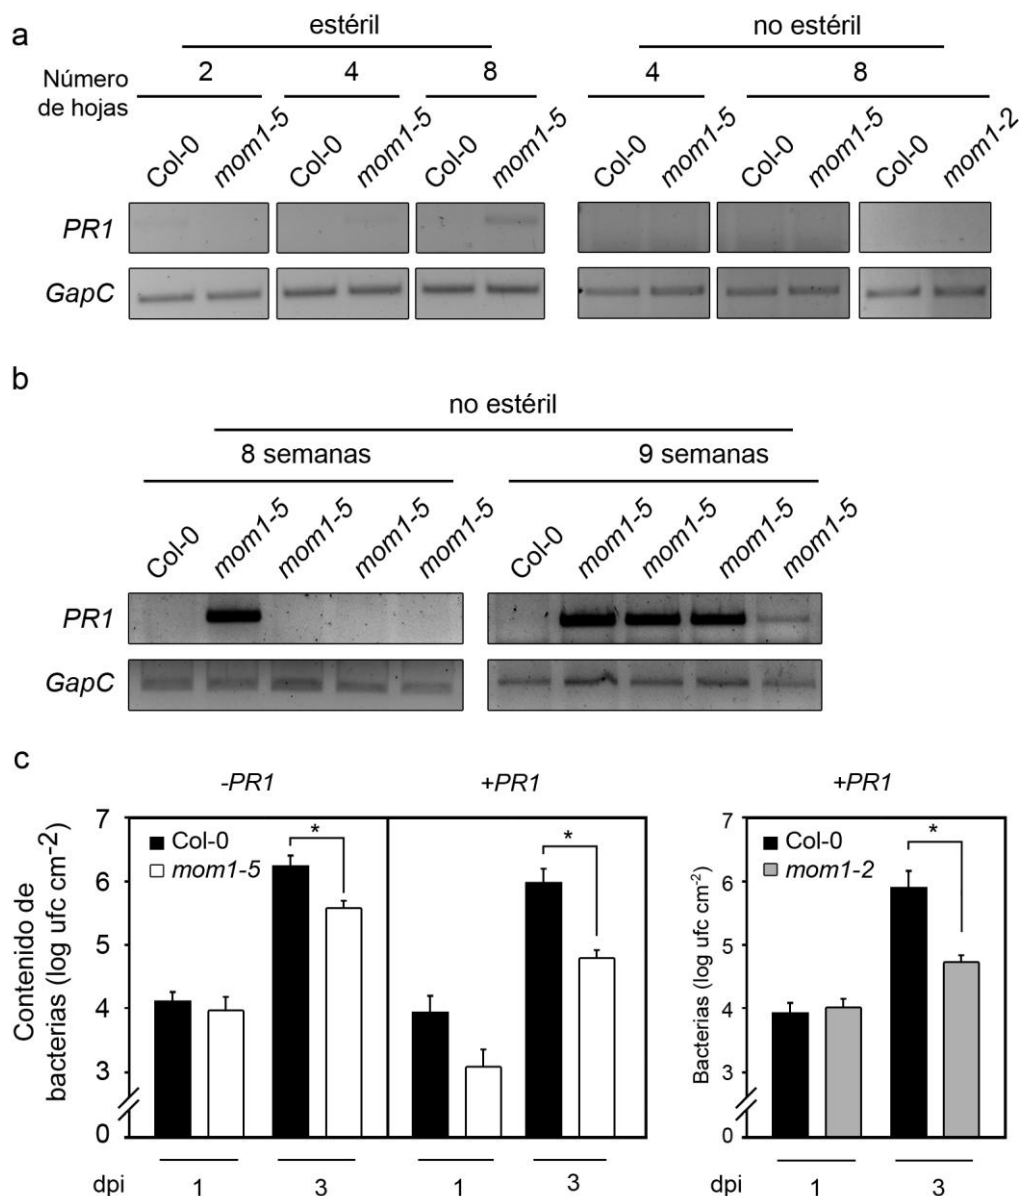 a
estéril no estéril
Número de hojas 2 4 8 4 8
Col-0 mom1-5 Col-0 mom1-5 Col-0 mom1-5 Col-0 mom1-5 Col-0 mom1-5 Col-0 mom1-2
PR1
GapC
b
no estéril
8 semanas 9 semanas
Col-0 mom1-5 mom1-5 mom1-5 mom1-5 Col-0 mom1-5 mom1-5 mom1-5 mom1-5
PR1
GapC
c
-PR1 +PR1 +PR1
Contenido de
bacterias (log ufc cm-2)
7
6
5
4
3
0
Col-0
mom1-5
* *
dpi 1 3 1 3
Bacterias (log ufc cm-2)
7
6
5
4
3
0
Col-0
mom1-2
*
dpi 1 3